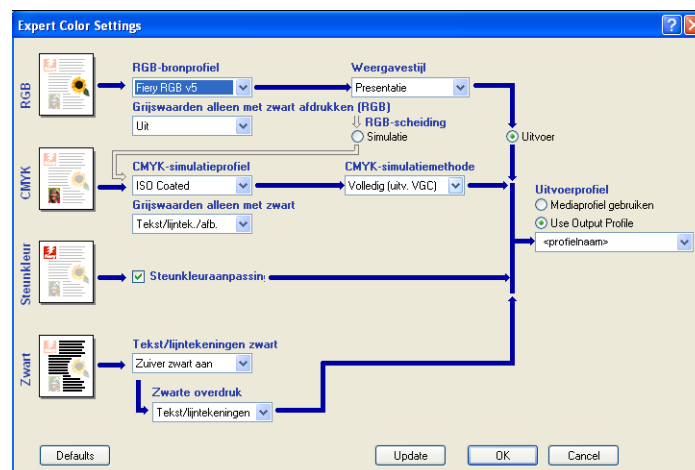 Expert Color Settings
RGB
RGB-bronprofiel
Fiery RGB v5
Weergavestijl
Presentatie
Grijswaarden alleen met zwart afdrukken (RGB)
Uit
RGB-scheiding
Simulatie
Uitvoer
CMYK
CMYK-simulatieprofiel
ISO Coated
CMYK-simulatiemethode
Volledig (uitv. VGC)
Grijswaarden alleen met zwart
Tekst/lijntek./afb.
Uitvoerprofiel
Mediaprofiel gebruiken
Use Output Profile
<profielnaam>
Steunkleur
Steunkleuraanpassing
Zwart
Tekst/lijntekeningen zwart
Zuiver zwart aan
Zwarte overdruk
Tekst/lijntekeningen
Defaults
Update
OK
Cancel